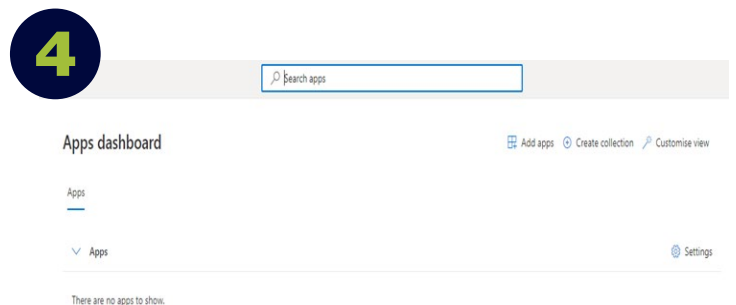 4
Search apps
Apps dashboard
Add apps Create collection Customise view
Apps
Apps Settings
There are no apps to show.